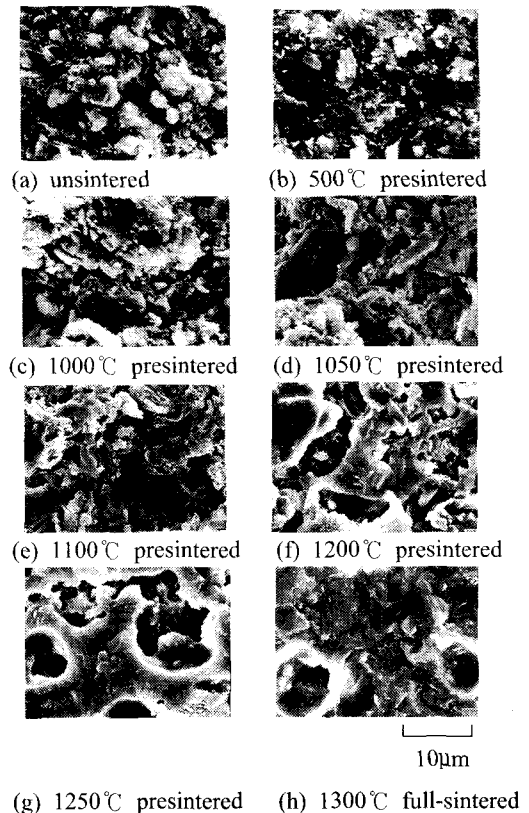 (a) unsintered
(b) 500℃ presintered
(c) 1000℃ presintered
(d) 1050℃ presintered
(e) 1100℃ presintered
(f) 1200℃ presintered
10μm
(g) 1250℃ presintered
(h) 1300℃ full-sintered